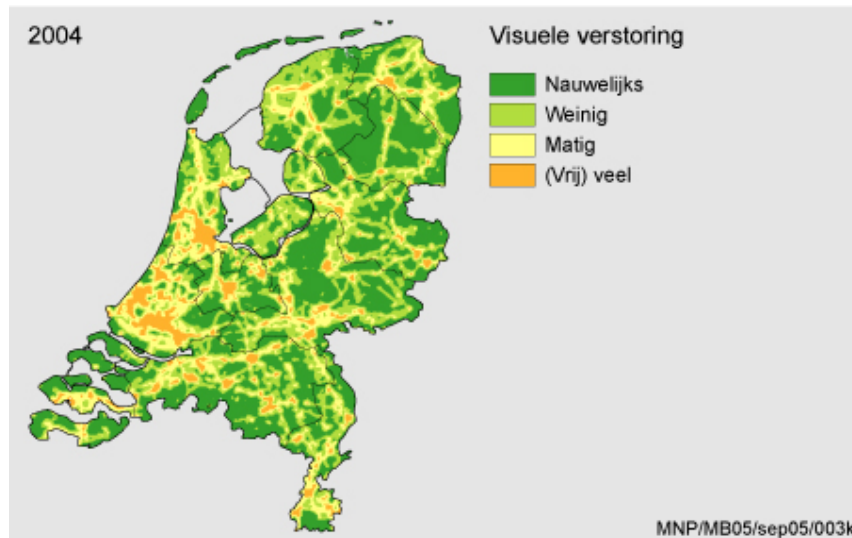 2004
Visuele verstoring
Nauwelijks
Weinig
Matig
(Vrij) veel
MNP/MB05/sep05/003k